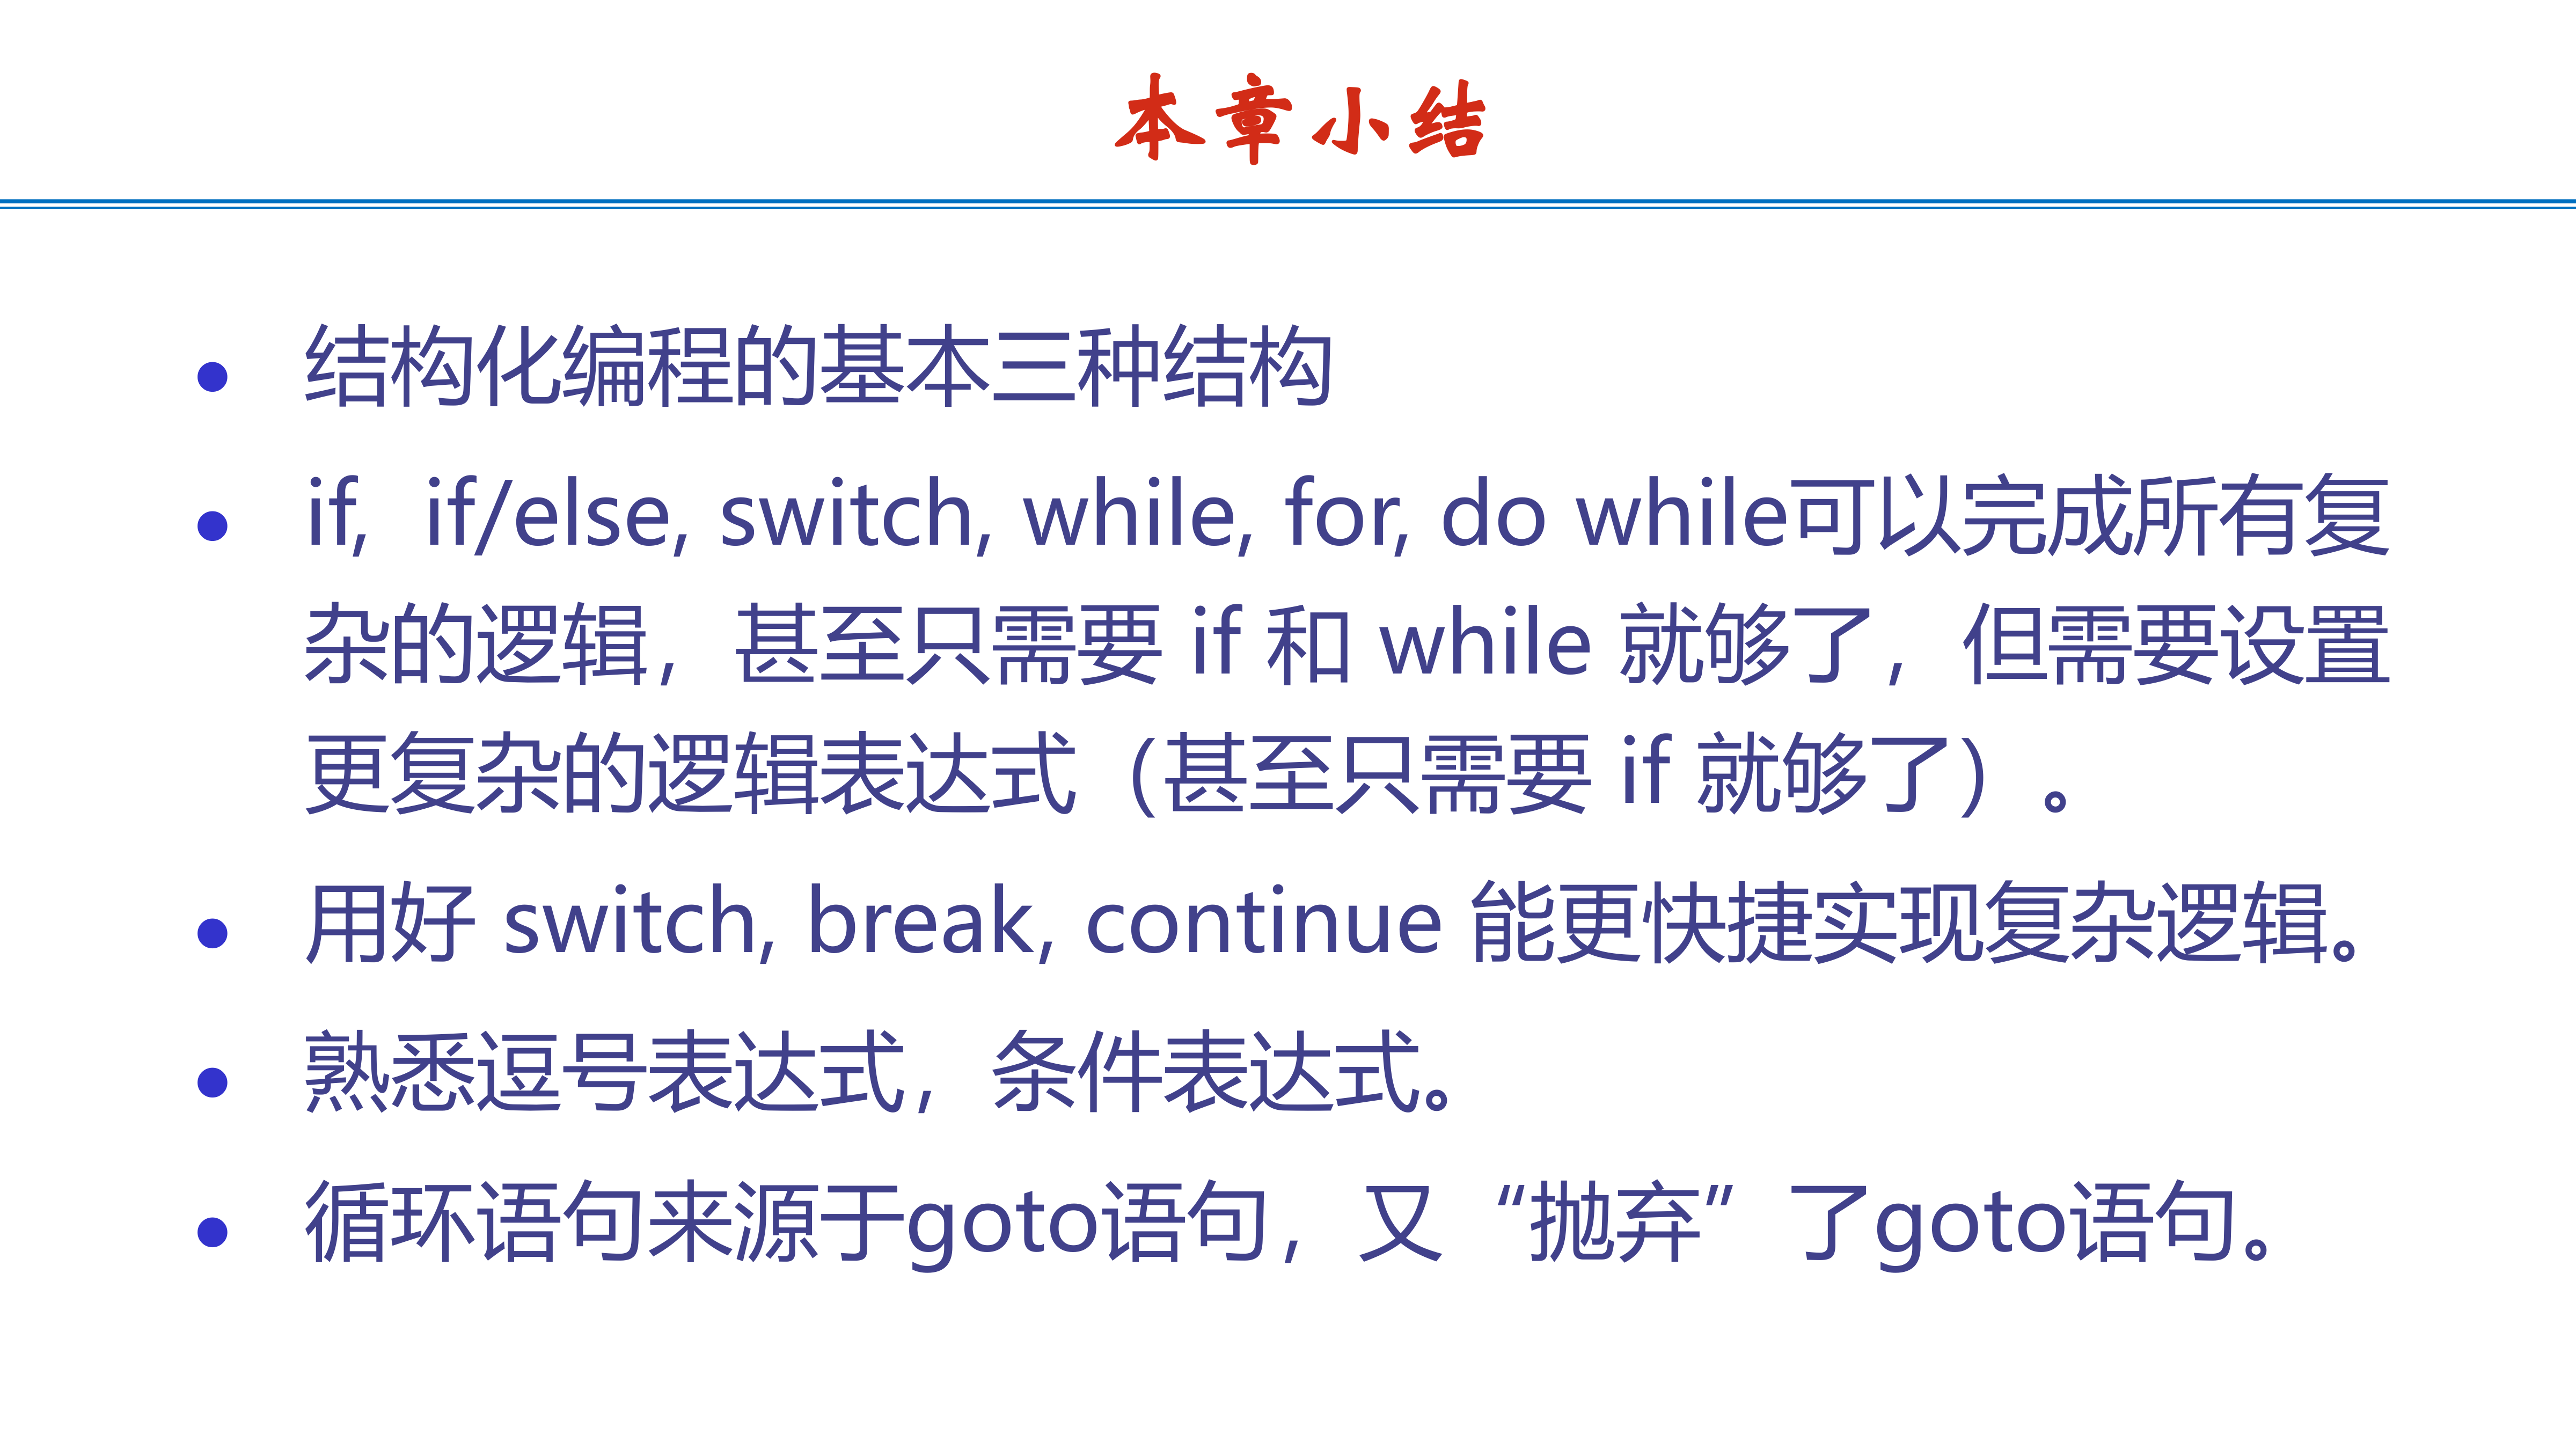 本章小结
结构化编程的基本三种结构
if,  if/else, switch, while, for, do while可以完成所有复
杂的逻辑，甚至只需要 if 和 while 就够了，但需要设置
更复杂的逻辑表达式（甚至只需要 if 就够了）。
用好 switch, break, continue 能更快捷实现复杂逻辑。
熟悉逗号表达式，条件表达式。
循环语句来源于goto语句，又“抛弃”了goto语句。